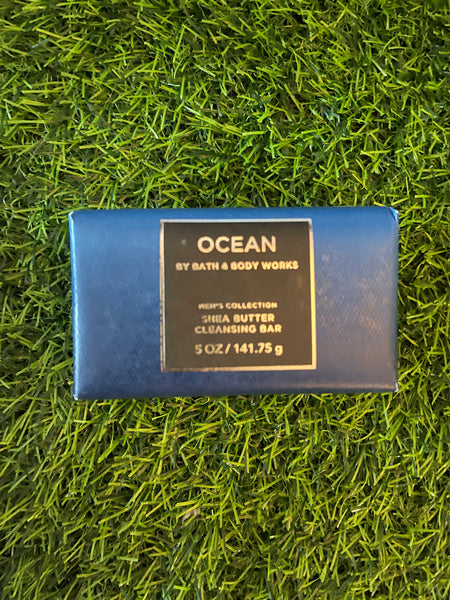 OCEAN
BY BATH & BODY WORKS
MEN'S COLLECTION
SHEA BUTTER
CLEANSING BAR
5 OZ / 141.75 g